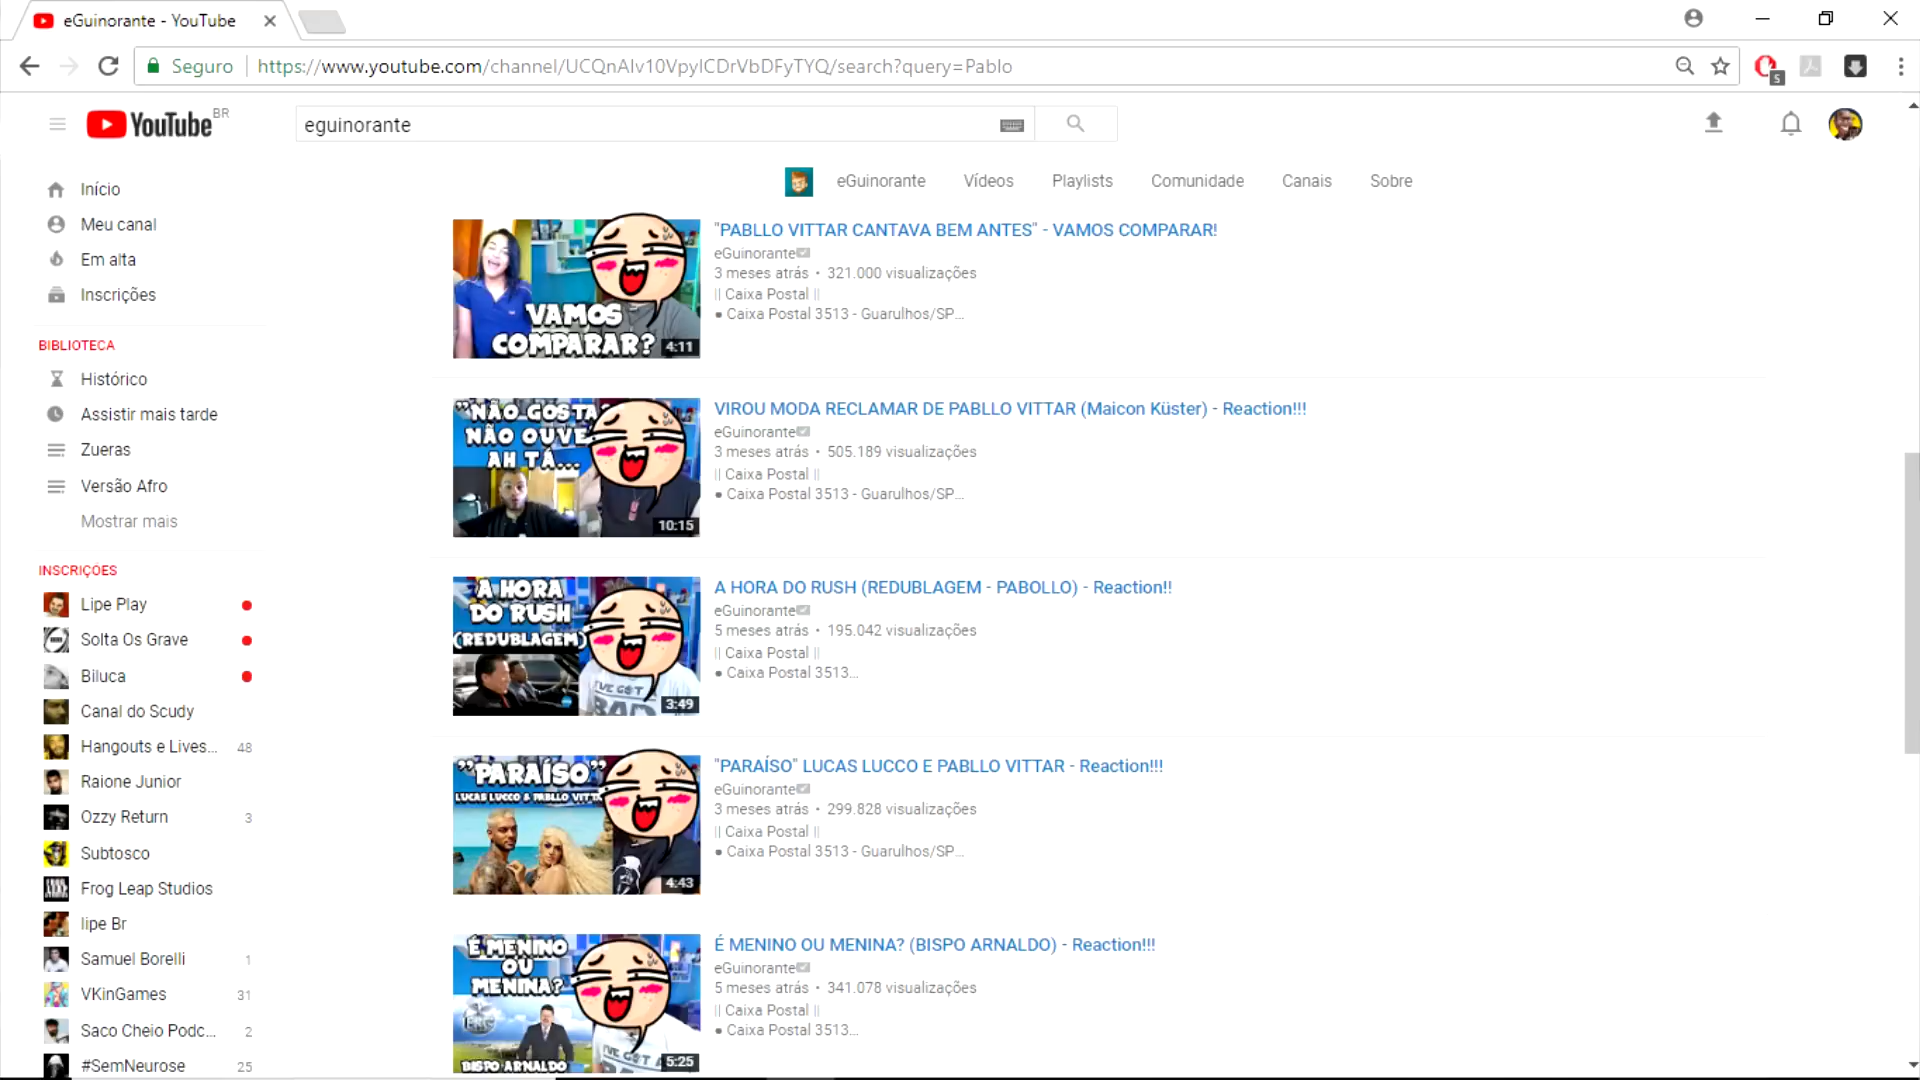 eGuinorante - YouTube
Seguro
https://www.youtube.com/channel/UCQnAIv10VpylCDrVbDFyTYQ/search?query=Pablo
S
YouTube BR
eguinorante
eGuinorante Vídeos Playlists Comunidade Canais Sobre
Início
Meu canal
Em alta
Inscrições
BIBLIOTECA
Histórico
Assistir mais tarde
Zueras
Versão Afro
Mostrar mais
INSCRIÇÕES
Lipe Play
Solta Os Grave
Biluca
Canal do Scudy
Hangouts e Lives... 48
Raione Junior
Ozzy Return 3
Subtosco
Frog Leap Studios
lipe Br
Samuel Borelli 1
VKinGames 31
Saco Cheio Podc... 2
#SemNeurose 25
VAMOS
COMPARAR?
4:11
"PABLLO VITTAR CANTAVA BEM ANTES" - VAMOS COMPARAR!
eGuinorante
3 meses atrás • 321.000 visualizações
|| Caixa Postal ||
● Caixa Postal 3513 - Guarulhos/SP...
"NÃO GOSTA
NÃO OUVE
AH TÁ...
10:15
VIROU MODA RECLAMAR DE PABLLO VITTAR (Maicon Küster) - Reaction!!!
eGuinorante
3 meses atrás • 505.189 visualizações
|| Caixa Postal ||
● Caixa Postal 3513 - Guarulhos/SP...
A HORA
DO RUSH
(REDUBLAGEM)
I'VE GOT
BAD
3:49
A HORA DO RUSH (REDUBLAGEM - PABOLLO) - Reaction!!
eGuinorante
5 meses atrás • 195.042 visualizações
|| Caixa Postal ||
● Caixa Postal 3513...
"PARAÍSO"
LUCAS LUCCO & PABLLO VITTA
4:43
"PARAÍSO" LUCAS LUCCO E PABLLO VITTAR - Reaction!!!
eGuinorante
3 meses atrás • 299.828 visualizações
|| Caixa Postal ||
● Caixa Postal 3513 - Guarulhos/SP...
É MENINO
OU
MENINA?
BISPO ARNALDO
I'VE GOT
5:25
É MENINO OU MENINA? (BISPO ARNALDO) - Reaction!!!
eGuinorante
5 meses atrás • 341.078 visualizações
|| Caixa Postal ||
● Caixa Postal 3513...